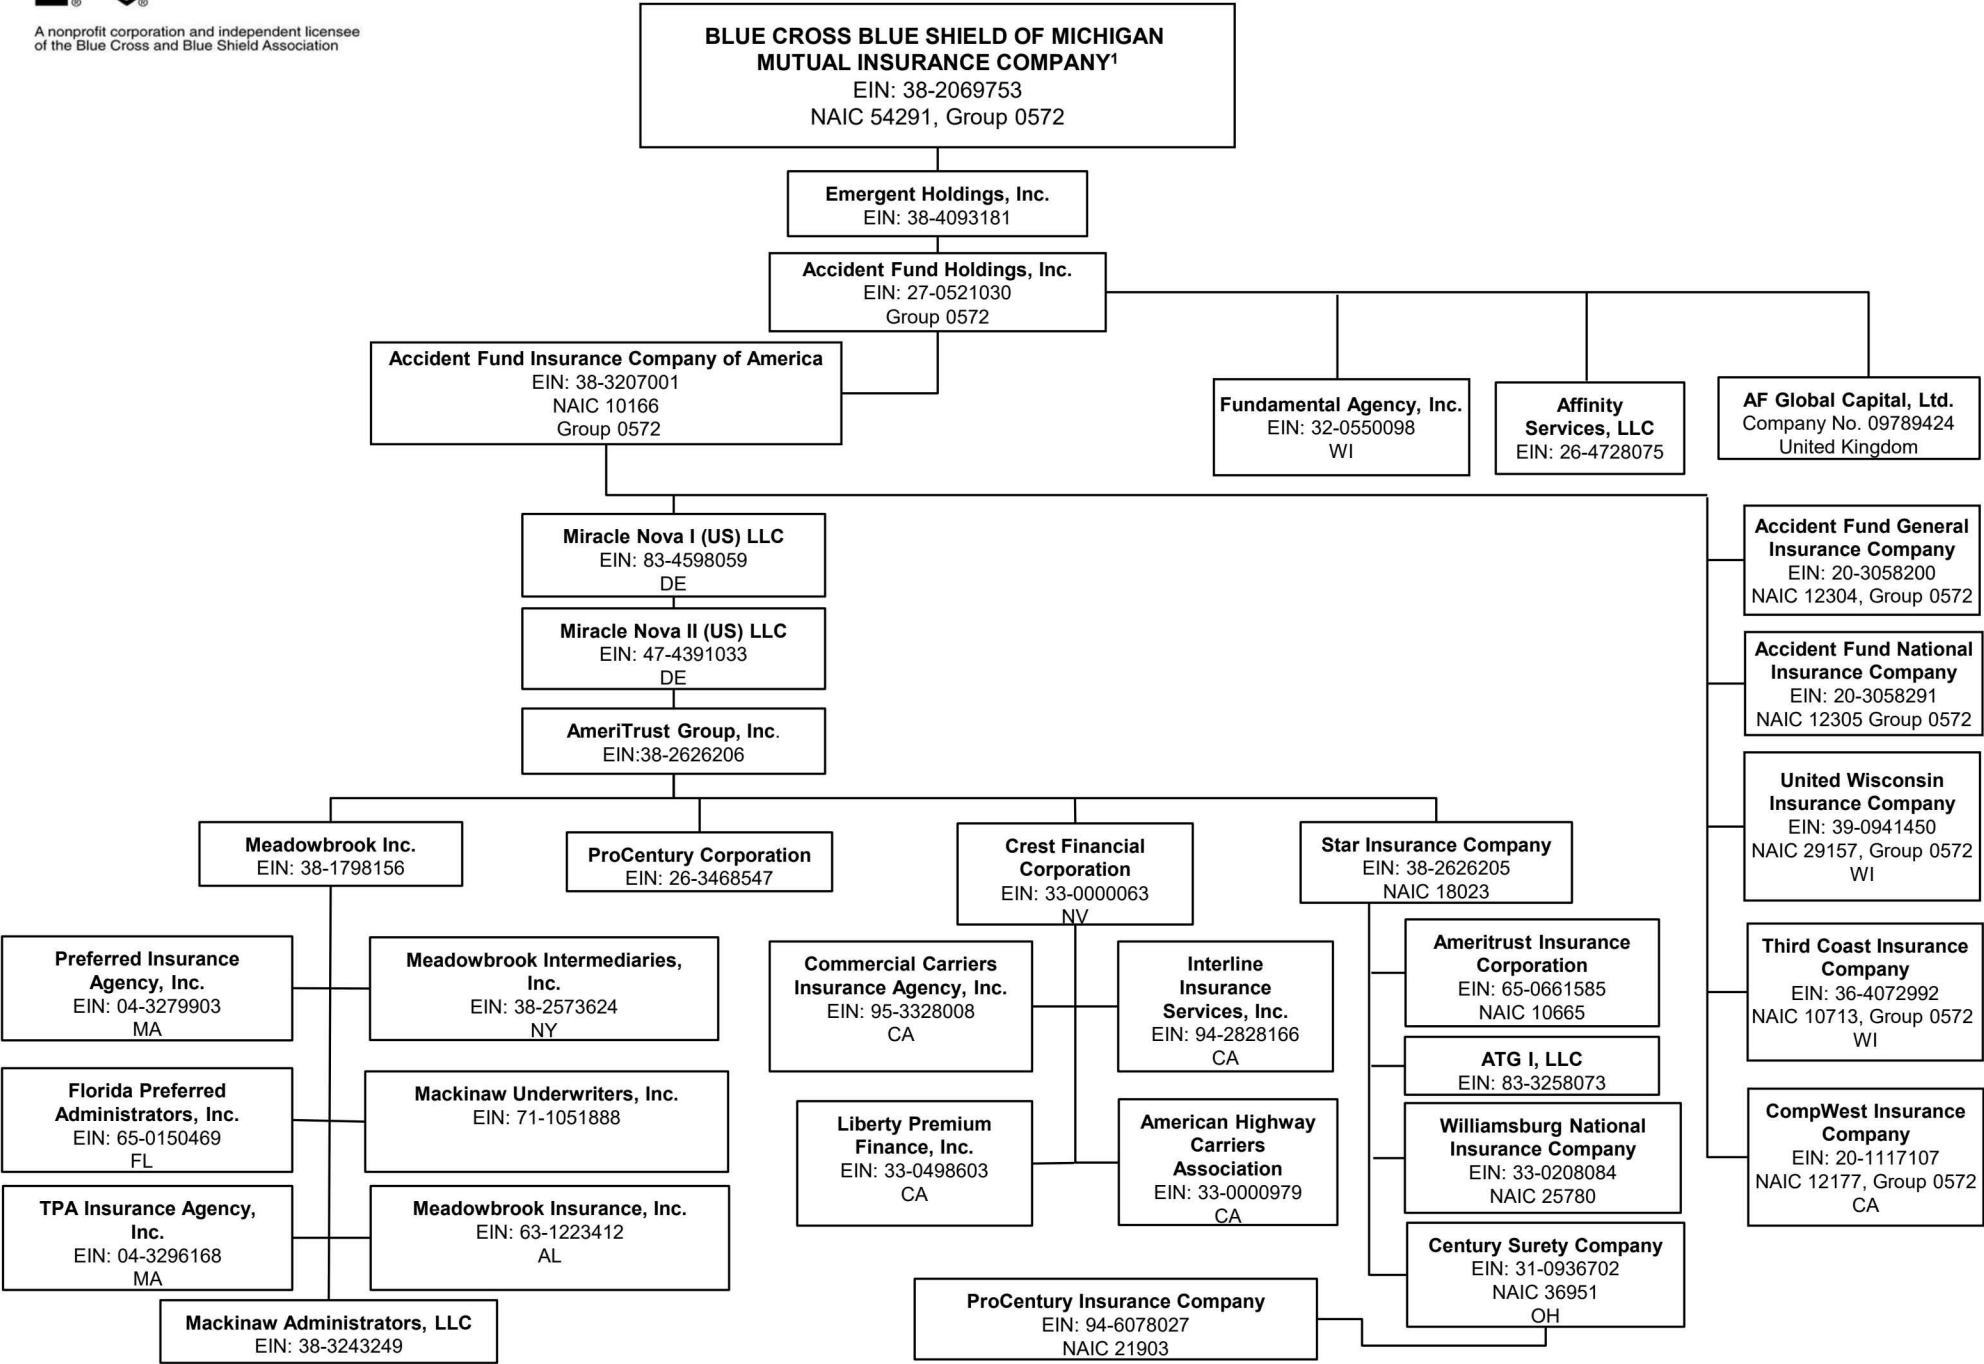 ® ®
A nonprofit corporation and independent licensee
of the Blue Cross and Blue Shield Association
BLUE CROSS BLUE SHIELD OF MICHIGAN
MUTUAL INSURANCE COMPANY¹
EIN: 38-2069753
NAIC 54291, Group 0572
Emergent Holdings, Inc.
EIN: 38-4093181
Accident Fund Holdings, Inc.
EIN: 27-0521030
Group 0572
Accident Fund Insurance Company of America
EIN: 38-3207001
NAIC 10166
Group 0572
Fundamental Agency, Inc.
EIN: 32-0550098
WI
Affinity
Services, LLC
EIN: 26-4728075
AF Global Capital, Ltd.
Company No. 09789424
United Kingdom
Miracle Nova I (US) LLC
EIN: 83-4598059
DE
Miracle Nova II (US) LLC
EIN: 47-4391033
DE
AmeriTrust Group, Inc.
EIN:38-2626206
Accident Fund General
Insurance Company
EIN: 20-3058200
NAIC 12304, Group 0572
Accident Fund National
Insurance Company
EIN: 20-3058291
NAIC 12305 Group 0572
United Wisconsin
Insurance Company
EIN: 39-0941450
NAIC 29157, Group 0572
WI
Third Coast Insurance
Company
EIN: 36-4072992
NAIC 10713, Group 0572
WI
CompWest Insurance
Company
EIN: 20-1117107
NAIC 12177, Group 0572
CA
Meadowbrook Inc.
EIN: 38-1798156
ProCentury Corporation
EIN: 26-3468547
Crest Financial
Corporation
EIN: 33-0000063
NV
Star Insurance Company
EIN: 38-2626205
NAIC 18023
Preferred Insurance
Agency, Inc.
EIN: 04-3279903
MA
Meadowbrook Intermediaries,
Inc.
EIN: 38-2573624
NY
Florida Preferred
Administrators, Inc.
EIN: 65-0150469
FL
Mackinaw Underwriters, Inc.
EIN: 71-1051888
TPA Insurance Agency,
Inc.
EIN: 04-3296168
MA
Meadowbrook Insurance, Inc.
EIN: 63-1223412
AL
Mackinaw Administrators, LLC
EIN: 38-3243249
Commercial Carriers
Insurance Agency, Inc.
EIN: 95-3328008
CA
Interline
Insurance
Services, Inc.
EIN: 94-2828166
CA
Liberty Premium
Finance, Inc.
EIN: 33-0498603
CA
American Highway
Carriers
Association
EIN: 33-0000979
CA
Ameritrust Insurance
Corporation
EIN: 65-0661585
NAIC 10665
ATG I, LLC
EIN: 83-3258073
Williamsburg National
Insurance Company
EIN: 33-0208084
NAIC 25780
Century Surety Company
EIN: 31-0936702
NAIC 36951
OH
ProCentury Insurance Company
EIN: 94-6078027
NAIC 21903